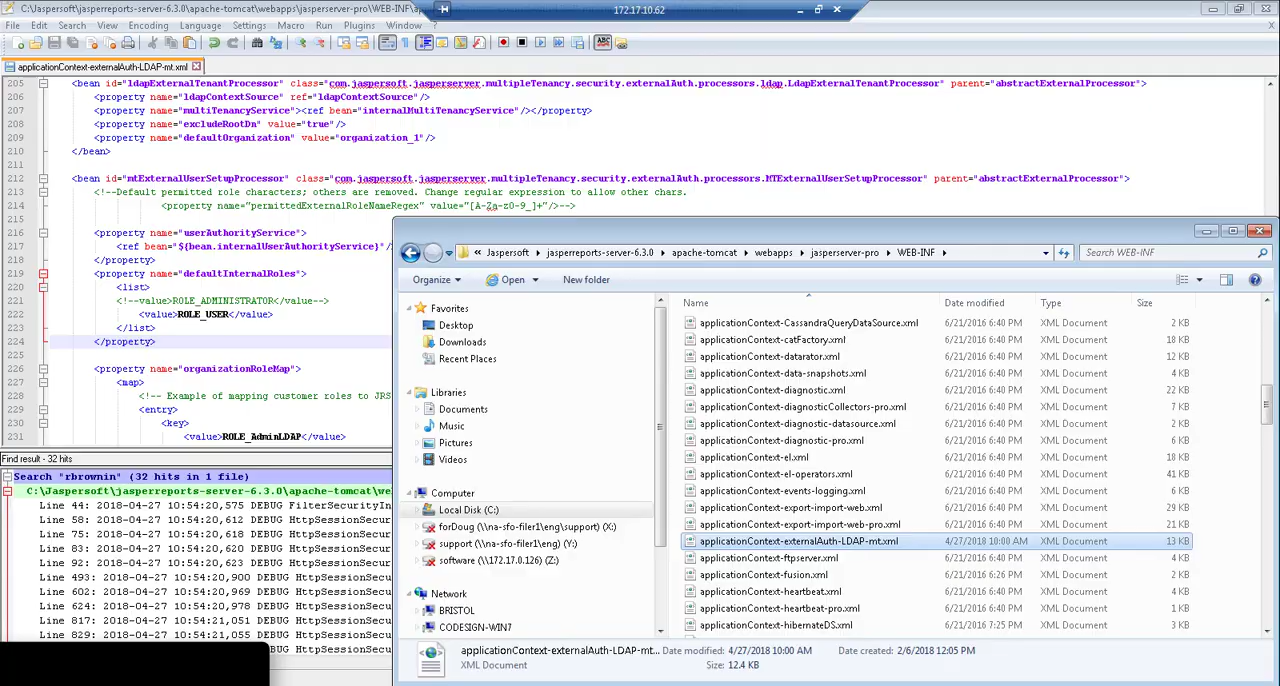 C:\Jaspersoft\jasperreports-server-6.3.0\apache-tomcat\webapps\jasperserver-pro\WEB-INF\
172.17.10.62
File Edit Search View Encoding Language Settings Macro Run Plugins Window
X
applicationContext-externalAuth-LDAP-mt.xml
205 <bean id="ldapExternalTenantProcessor" class="com.jaspersoft.jasperserver.multipleTenancy.security.externalAuth.processors.ldap.LdapExternalTenantProcessor" parent="abstractExternalProcessor">
206 <property name="ldapContextSource" ref="ldapContextSource"/>
207 <property name="multiTenancyService"><ref bean="internalMultiTenancyService"/></property>
208 <property name="excludeRootDn" value="true"/>
209 <property name="defaultOrganization" value="organization_1"/>
210 </bean>
211
212 <bean id="mtExternalUserSetupProcessor" class="com.jaspersoft.jasperserver.multipleTenancy.security.externalAuth.processors.MTExternalUserSetupProcessor" parent="abstractExternalProcessor">
213 <!--Default permitted role characters; others are removed. Change regular expression to allow other chars.
214 <property name="permittedExternalRoleNameRegex" value="[A-Za-z0-9_]+"/>-->
215
216 <property name="userAuthorityService">
217 <ref bean="${bean.internalUserAuthorityService}"/
218 </property>
219 <property name="defaultInternalRoles">
220 <list>
221 <!--value>ROLE_ADMINISTRATOR</value-->
222 <value>ROLE_USER</value>
223 </list>
224 </property>
225
226 <property name="organizationRoleMap">
227 <map>
228 <!-- Example of mapping customer roles to JRS
229 <entry>
230 <key>
231 <value>ROLE_AdminLDAP</value>
Find result - 32 hits
Search "rbrownin" (32 hits in 1 file)
C:\Jaspersoft\jasperreports-server-6.3.0\apache-tomcat\we
Line 44: 2018-04-27 10:54:20,575 DEBUG FilterSecurityIn
Line 58: 2018-04-27 10:54:20,612 DEBUG HttpSessionSecur
Line 75: 2018-04-27 10:54:20,618 DEBUG HttpSessionSecur
Line 83: 2018-04-27 10:54:20,620 DEBUG HttpSessionSecur
Line 92: 2018-04-27 10:54:20,623 DEBUG HttpSessionSecur
Line 493: 2018-04-27 10:54:20,900 DEBUG HttpSessionSec
Line 602: 2018-04-27 10:54:20,969 DEBUG HttpSessionSec
Line 624: 2018-04-27 10:54:20,978 DEBUG HttpSessionSec
Line 817: 2018-04-27 10:54:21,051 DEBUG HttpSessionSec
Line 829: 2018-04-27 10:54:21,055 DEBUG HttpSessionSec
DEBUG HttpSessionSec
« Jaspersoft jasperreports-server-6.3.0 apache-tomcat webapps jasperserver-pro WEB-INF
Search WEB-INF
Organize Open New folder
Favorites
Desktop
Downloads
Recent Places
Libraries
Documents
Music
Pictures
Videos
Computer
Local Disk (C:)
forDoug (\\na-sfo-filer1\eng\support) (X:)
support (\\na-sfo-filer1\eng) (Y:)
software (\\172.17.0.126) (Z:)
Network
BRISTOL
CODESIGN-WIN7
Name Date modified Type Size
applicationContext-CassandraQueryDataSource.xml 6/21/2016 6:40 PM XML Document 2 KB
applicationContext-catFactory.xml 6/21/2016 6:40 PM XML Document 18 KB
applicationContext-datarator.xml 6/21/2016 6:40 PM XML Document 12 KB
applicationContext-data-snapshots.xml 6/21/2016 6:40 PM XML Document 4 KB
applicationContext-diagnostic.xml 6/21/2016 6:40 PM XML Document 22 KB
applicationContext-diagnosticCollectors-pro.xml 6/21/2016 6:40 PM XML Document 7 KB
applicationContext-diagnostic-datasource.xml 6/21/2016 6:40 PM XML Document 2 KB
applicationContext-diagnostic-pro.xml 6/21/2016 6:40 PM XML Document 4 KB
applicationContext-el.xml 6/21/2016 6:40 PM XML Document 18 KB
applicationContext-el-operators.xml 6/21/2016 6:40 PM XML Document 41 KB
applicationContext-events-logging.xml 6/21/2016 6:40 PM XML Document 6 KB
applicationContext-export-import-web.xml 6/21/2016 6:40 PM XML Document 29 KB
applicationContext-export-import-web-pro.xml 6/21/2016 6:40 PM XML Document 21 KB
applicationContext-externalAuth-LDAP-mt.xml 4/27/2018 10:00 AM XML Document 13 KB
applicationContext-ftpserver.xml 6/21/2016 6:40 PM XML Document 4 KB
applicationContext-fusion.xml 6/21/2016 6:26 PM XML Document 4 KB
applicationContext-heartbeat.xml 6/21/2016 6:40 PM XML Document 4 KB
applicationContext-heartbeat-pro.xml 6/21/2016 6:40 PM XML Document 1 KB
applicationContext-hibernateDS.xml 6/21/2016 7:25 PM XML Document 3 KB
applicationContext-externalAuth-LDAP-mt... Date modified: 4/27/2018 10:00 AM Date created: 2/6/2018 12:05 PM
XML Document Size: 12.4 KB